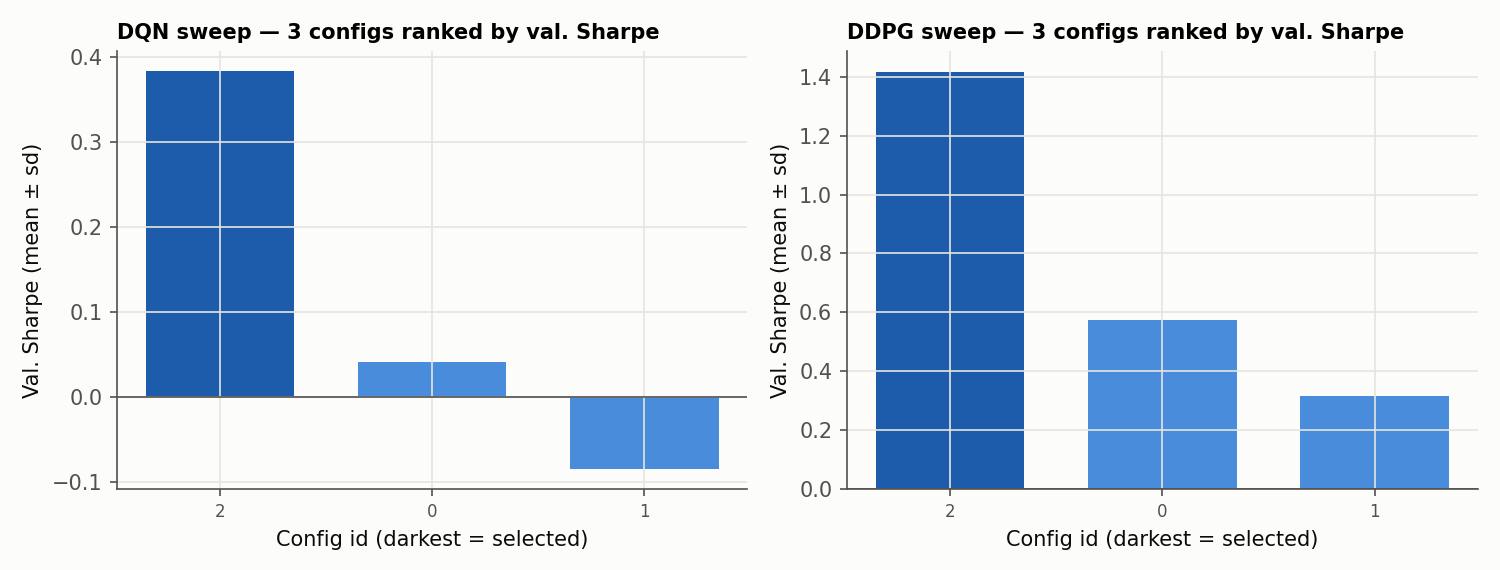 DQN sweep — 3 configs ranked by val. Sharpe
Val. Sharpe (mean ± sd)
0.4
0.3
0.2
0.1
0.0
−0.1
2 0 1
Config id (darkest = selected)
DDPG sweep — 3 configs ranked by val. Sharpe
Val. Sharpe (mean ± sd)
1.4
1.2
1.0
0.8
0.6
0.4
0.2
0.0
2 0 1
Config id (darkest = selected)